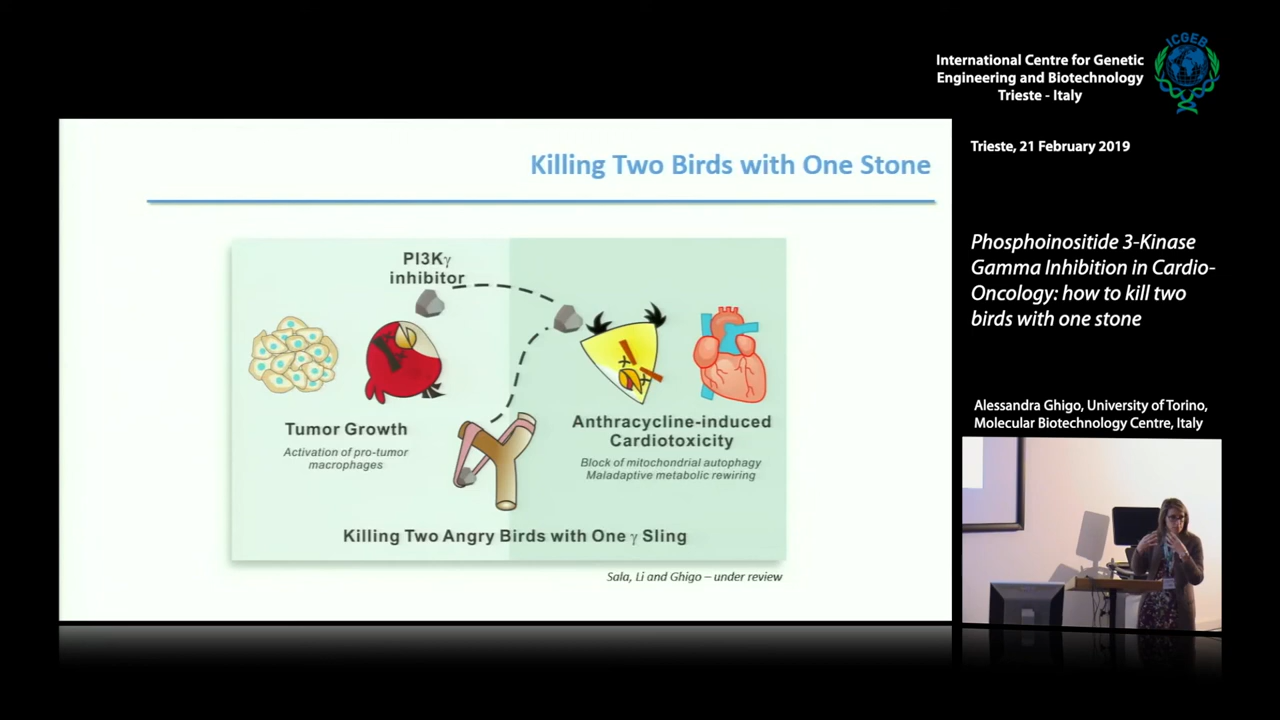 International Centre for Genetic
Engineering and Biotechnology
Trieste - Italy
ICGEB
Trieste, 21 February 2019
Killing Two Birds with One Stone
PI3Kγ
inhibitor
Tumor Growth
Activation of pro-tumor
macrophages
Anthracycline-induced
Cardiotoxicity
Block of mitochondrial autophagy
Maladaptive metabolic rewiring
Killing Two Angry Birds with One γ Sling
Sala, Li and Ghigo – under review
Phosphoinositide 3-Kinase
Gamma Inhibition in Cardio-
Oncology: how to kill two
birds with one stone
Alessandra Ghigo, University of Torino,
Molecular Biotechnology Centre, Italy